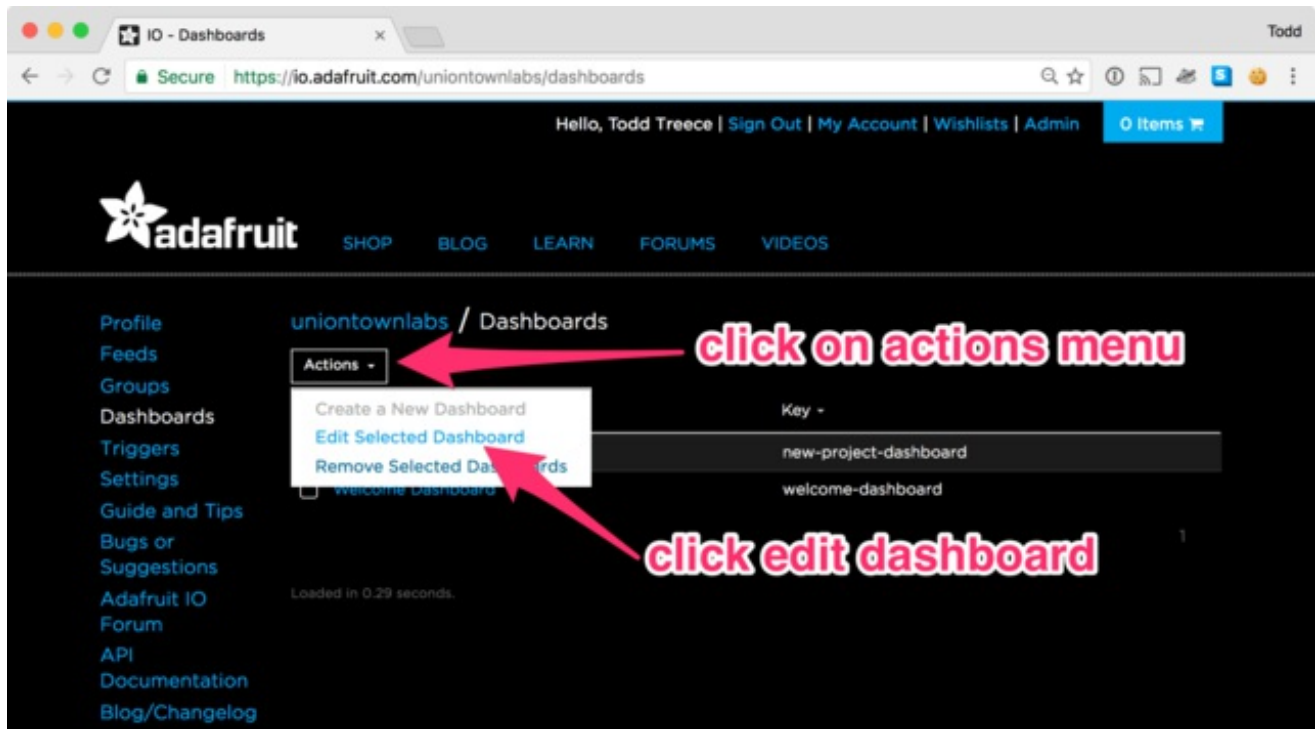 IO - Dashboards
Todd
Secure https://io.adafruit.com/uniontownlabs/dashboards
Hello, Todd Treece | Sign Out | My Account | Wishlists | Admin 0 Items
adafruit SHOP BLOG LEARN FORUMS VIDEOS
Profile
Feeds
Groups
Dashboards
Triggers
Settings
Guide and Tips
Bugs or
Suggestions
Adafruit IO
Forum
API
Documentation
Blog/Changelog
uniontownlabs / Dashboards
Actions
click on actions menu
Create a New Dashboard
Edit Selected Dashboard
Remove Selected
Key
new-project-dashboard
Welcome Dashboard
welcome-dashboard
click edit dashboard
1
Loaded in 0.29 seconds.